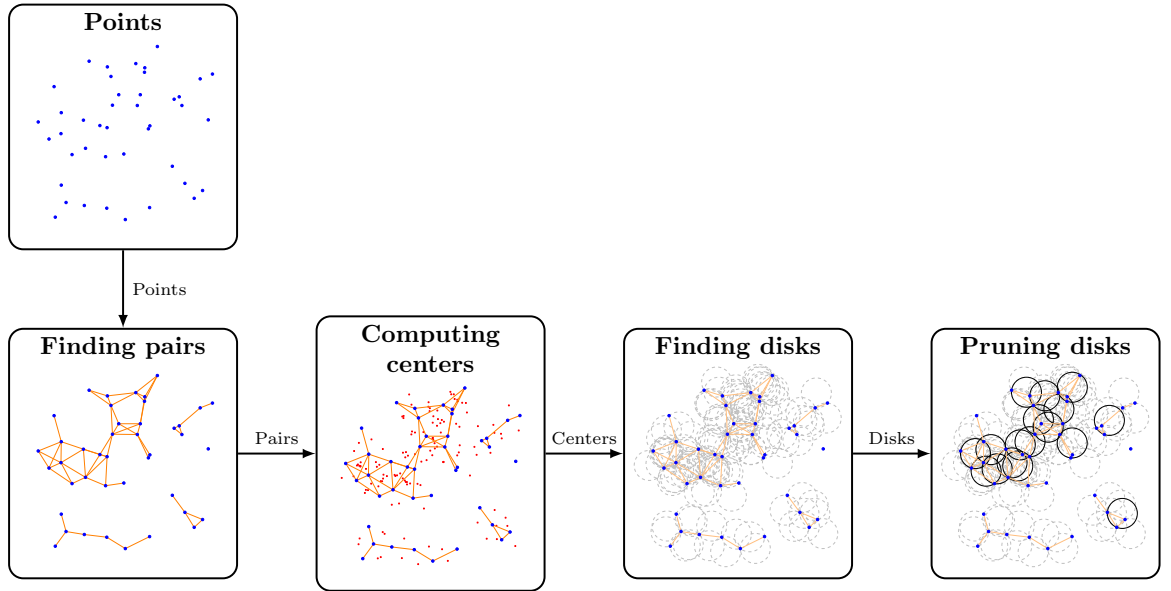 Points
Points
Finding pairs
Pairs
Computing
centers
Centers
Finding disks
Disks
Pruning disks